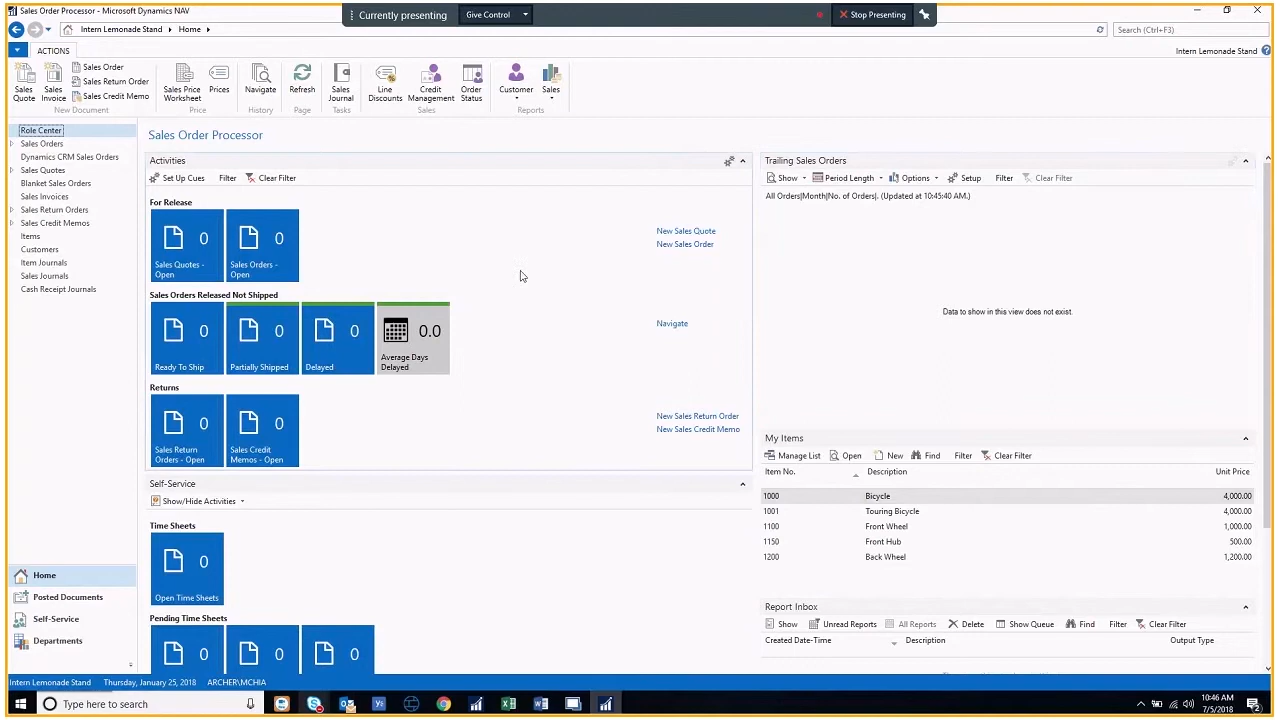 Sales Order Processor - Microsoft Dynamics NAV
Currently presenting
Give Control
Stop Presenting
Intern Lemonade Stand
Home
Search (Ctrl+F3)
ACTIONS
Intern Lemonade Stand
Sales Quote
Sales Invoice
Sales Order
Sales Return Order
Sales Credit Memo
Sales Price Worksheet
Prices
Navigate
Refresh
Sales Journal
Line Discounts
Credit Management
Order Status
Customer
Sales
New Document
Price
History
Page
Tasks
Sales
Reports
Role Center
Sales Orders
Dynamics CRM Sales Orders
Sales Quotes
Blanket Sales Orders
Sales Invoices
Sales Return Orders
Sales Credit Memos
Items
Customers
Item Journals
Sales Journals
Cash Receipt Journals
Home
Posted Documents
Self-Service
Departments
Sales Order Processor
Activities
Set Up Cues
Filter
Clear Filter
For Release
0
Sales Quotes - Open
0
Sales Orders - Open
New Sales Quote
New Sales Order
Sales Orders Released Not Shipped
0
Ready To Ship
0
Partially Shipped
0
Delayed
0.0
Average Days Delayed
Navigate
Returns
0
Sales Return Orders - Open
0
Sales Credit Memos - Open
New Sales Return Order
New Sales Credit Memo
Self-Service
Show/Hide Activities
Time Sheets
0
Open Time Sheets
Pending Time Sheets
0
0
0
Trailing Sales Orders
Show
Period Length
Options
Setup
Filter
Clear Filter
All Orders|Month|No. of Orders|. (Updated at 10:45:40 AM.)
Data to show in this view does not exist.
My Items
Manage List
Open
New
Find
Filter
Clear Filter
Item No. Description Unit Price
1000 Bicycle 4,000.00
1001 Touring Bicycle 4,000.00
1100 Front Wheel 1,000.00
1150 Front Hub 500.00
1200 Back Wheel 1,200.00
Report Inbox
Show
Unread Reports
All Reports
Delete
Show Queue
Find
Filter
Clear Filter
Created Date-Time Description Output Type
Intern Lemonade Stand
Thursday, January 25, 2018
ARCHER\MCHIA
Type here to search
10:46 AM
7/5/2018